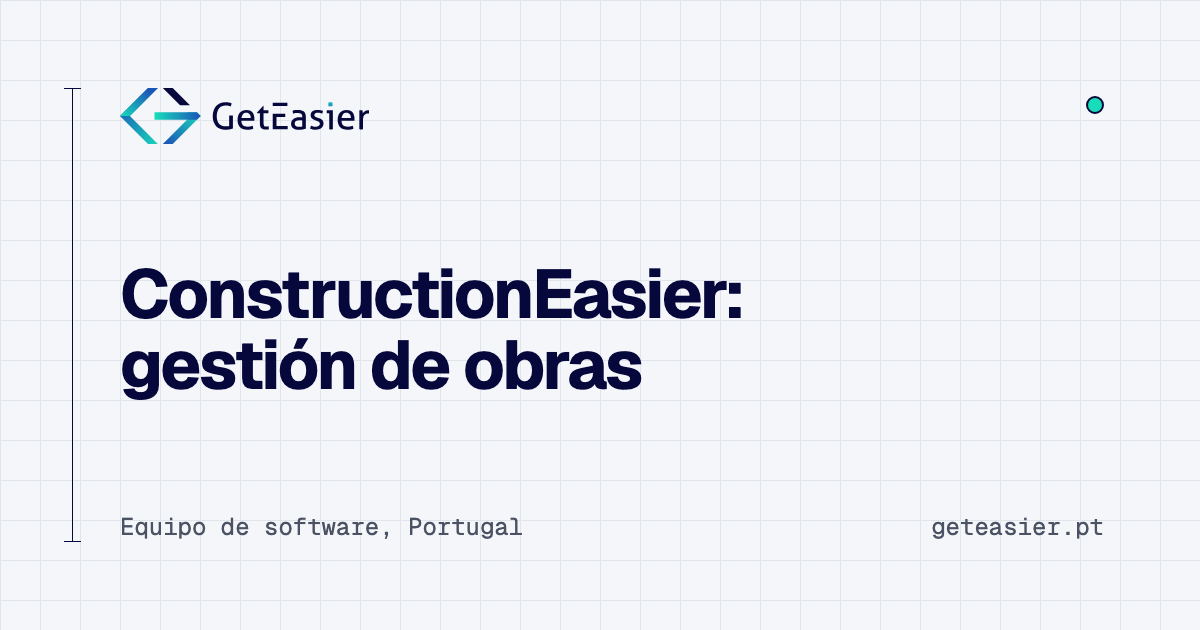 GetEasier
ConstructionEasier:
gestión de obras
Equipo de software, Portugal
geteasier.pt